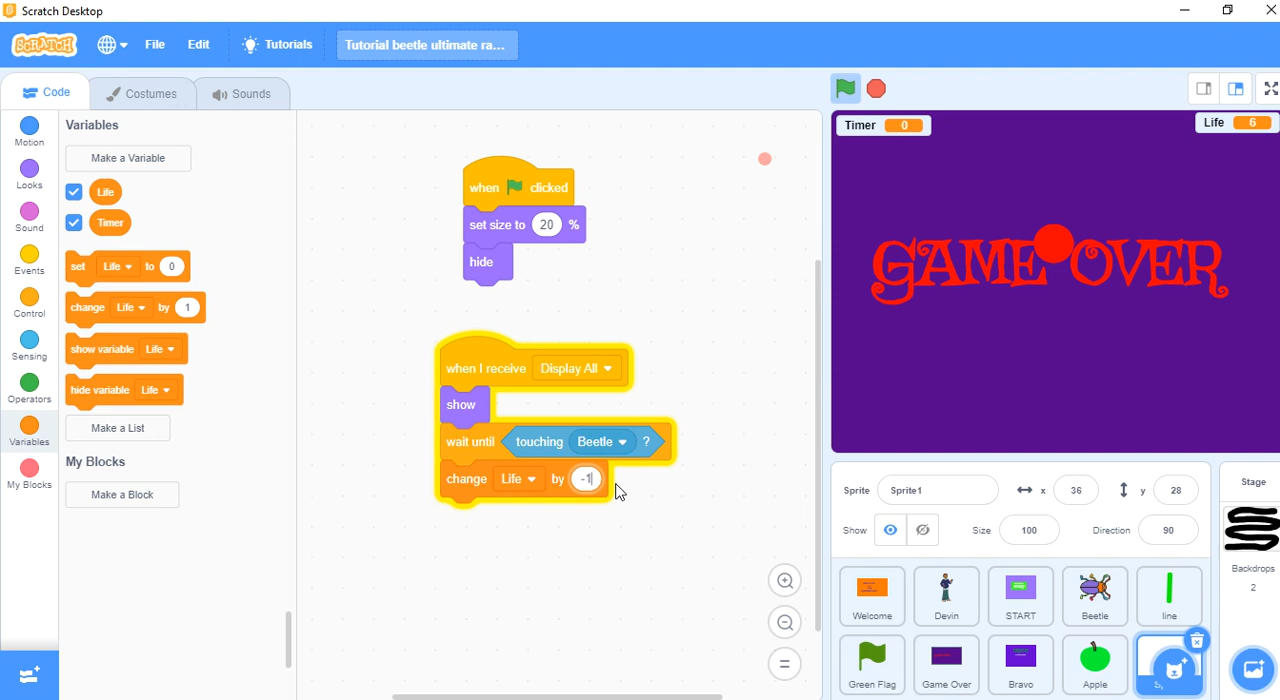 Scratch Desktop
SCRATCH File Edit Tutorials Tutorial beetle ultimate ra...
Code Costumes Sounds
Motion
Looks
Sound
Events
Control
Sensing
Operators
Variables
My Blocks
Variables
Make a Variable
Life
Timer
set Life to 0
change Life by 1
show variable Life
hide variable Life
Make a List
My Blocks
Make a Block
when clicked
set size to 20 %
hide
when I receive Display All
show
wait until touching Beetle ?
change Life by -1
Timer 0
Life 6
GAME OVER
Sprite Sprite1 x 36 y 28
Show Size 100 Direction 90
Welcome Devin START Beetle line
Green Flag Game Over Bravo Apple
Stage
Backdrops
2